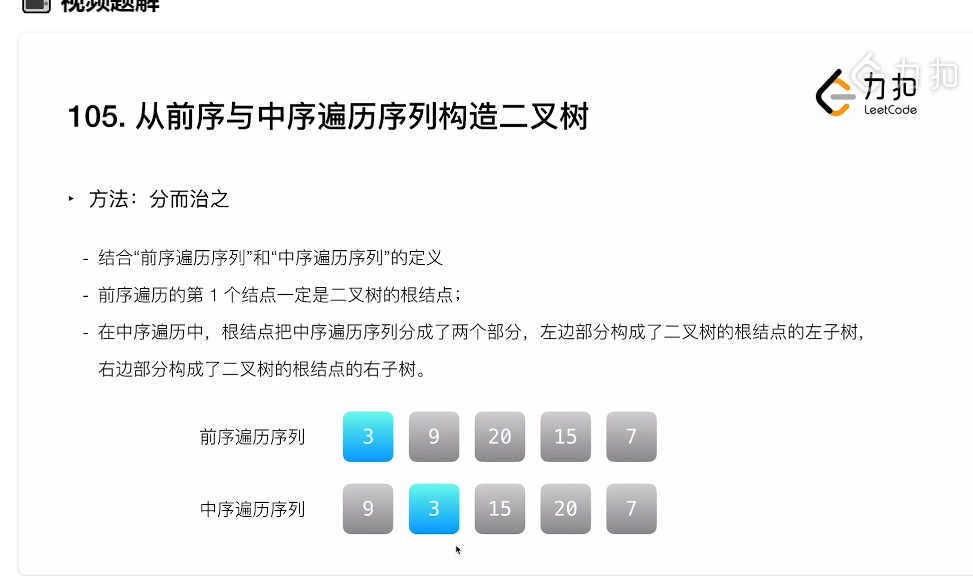 视频题解
力扣
力扣
LeetCode
105. 从前序与中序遍历序列构造二叉树
‣ 方法：分而治之
- 结合“前序遍历序列”和“中序遍历序列”的定义
- 前序遍历的第 1 个结点一定是二叉树的根结点；
- 在中序遍历中，根结点把中序遍历序列分成了两个部分，左边部分构成了二叉树的根结点的左子树，
右边部分构成了二叉树的根结点的右子树。
前序遍历序列 3 9 20 15 7
中序遍历序列 9 3 15 20 7